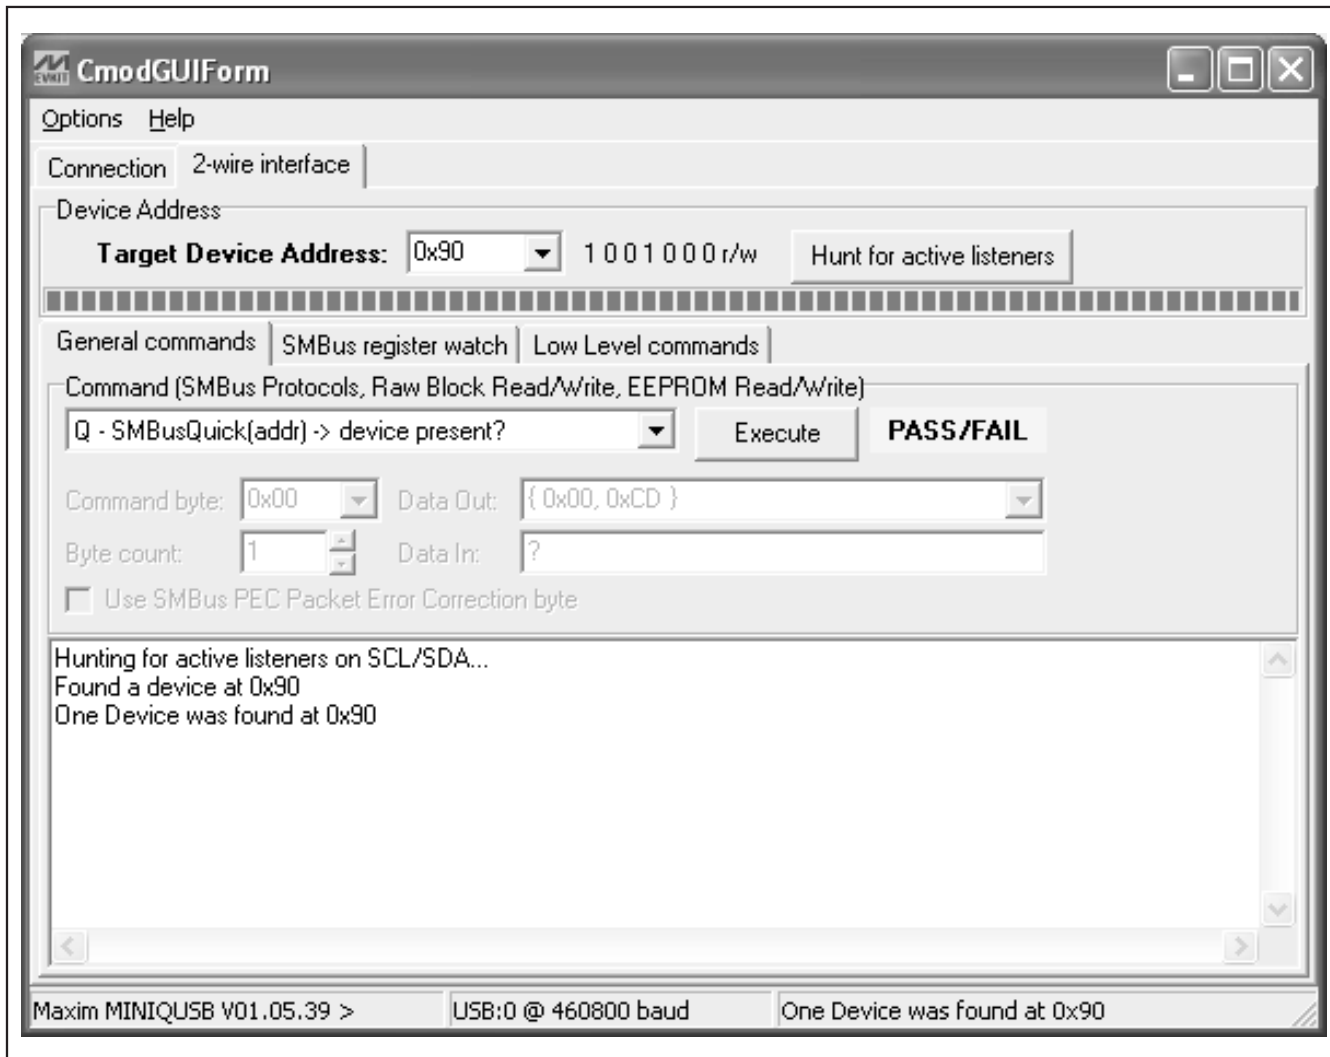 EVKIT CmodGUIForm
Options Help
Connection 2-wire interface
Device Address
Target Device Address: 0x90 1 0 0 1 0 0 0 r/w Hunt for active listeners
General commands SMBus register watch Low Level commands
Command (SMBus Protocols, Raw Block Read/Write, EEPROM Read/Write)
Q - SMBusQuick(addr) -> device present? Execute PASS/FAIL
Command byte: 0x00 Data Out: { 0x00, 0xCD }
Byte count: 1 Data In: ?
Use SMBus PEC Packet Error Correction byte
Hunting for active listeners on SCL/SDA...
Found a device at 0x90
One Device was found at 0x90
Maxim MINIQUSB V01.05.39 > USB:0 @ 460800 baud One Device was found at 0x90